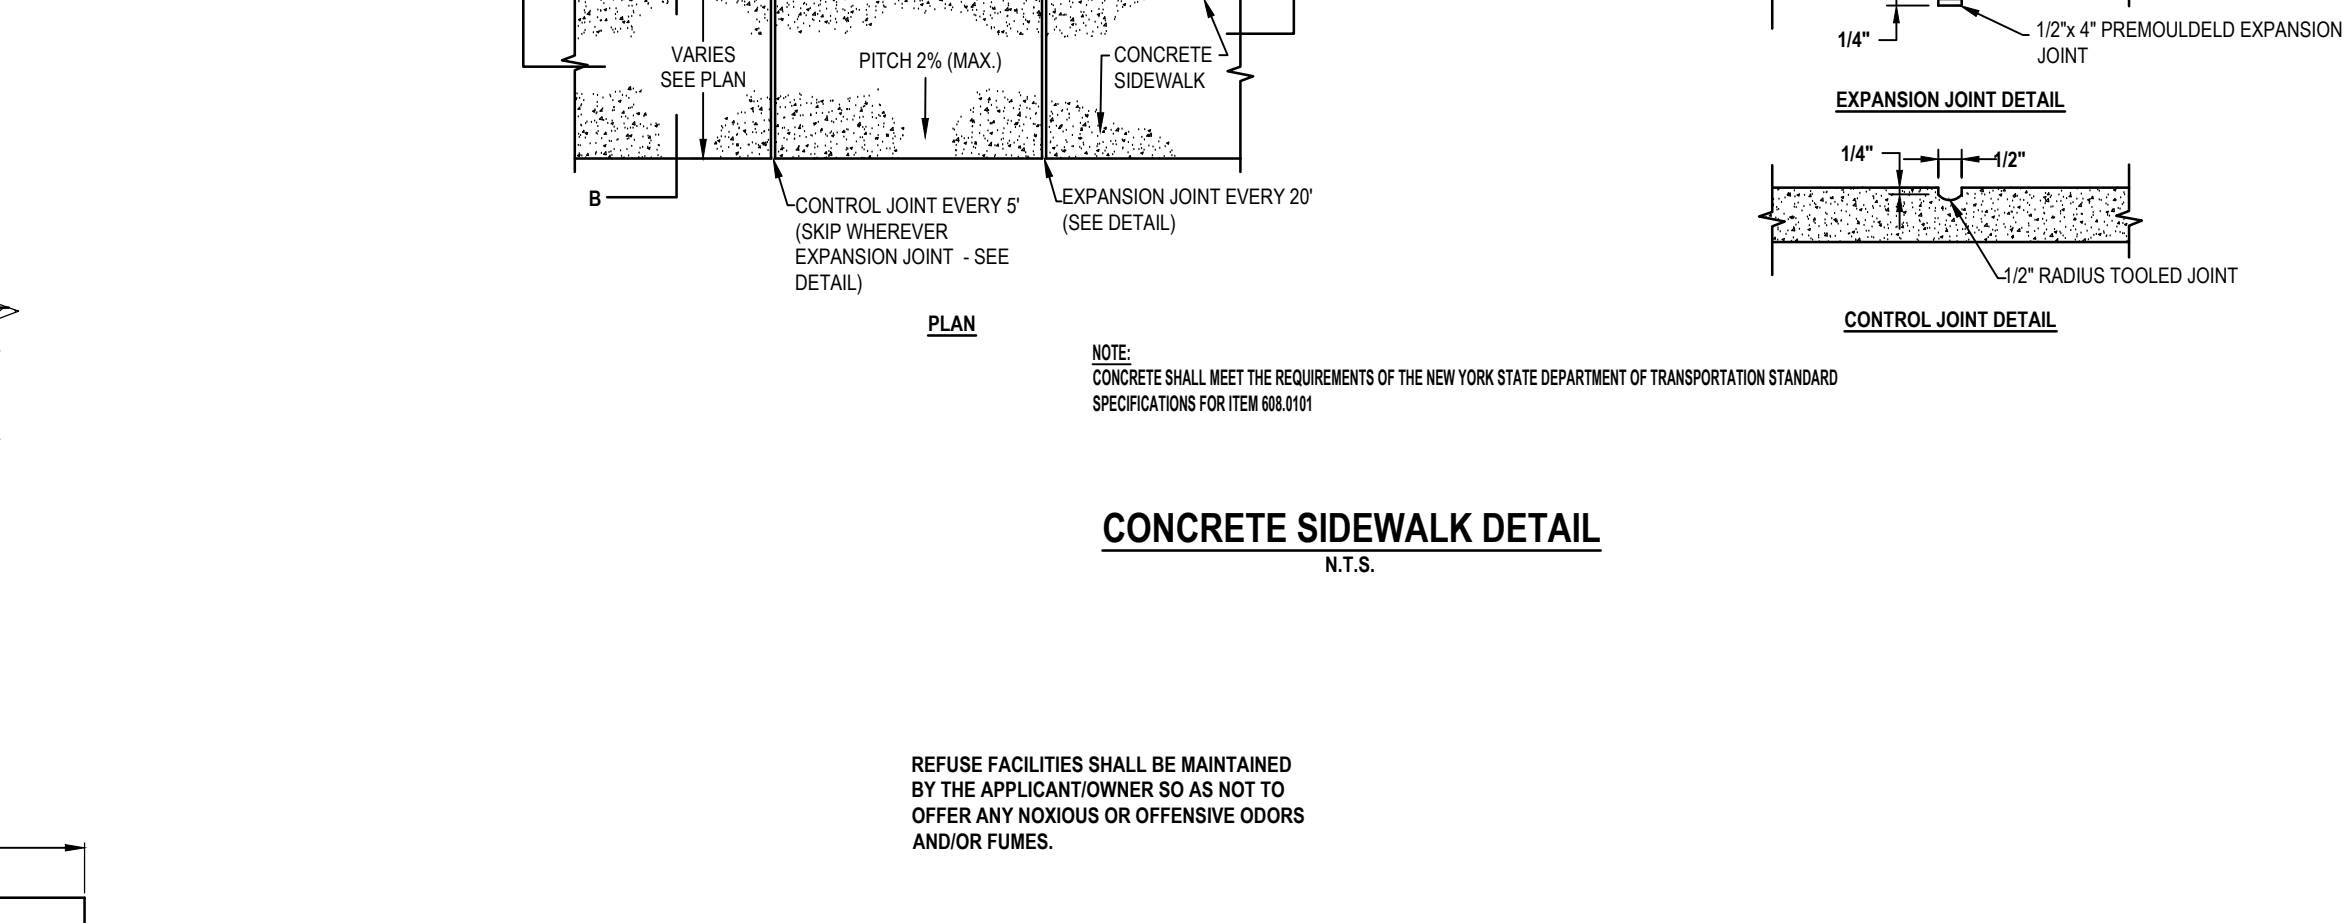 VARIES
SEE PLAN
PITCH 2% (MAX.)
CONCRETE
SIDEWALK
B
CONTROL JOINT EVERY 5'
(SKIP WHEREVER
EXPANSION JOINT - SEE
DETAIL)
EXPANSION JOINT EVERY 20'
(SEE DETAIL)
PLAN
1/4"
1/2"x 4" PREMOULDELD EXPANSION
JOINT
EXPANSION JOINT DETAIL
1/4"
1/2"
1/2" RADIUS TOOLED JOINT
CONTROL JOINT DETAIL
NOTE:
CONCRETE SHALL MEET THE REQUIREMENTS OF THE NEW YORK STATE DEPARTMENT OF TRANSPORTATION STANDARD
SPECIFICATIONS FOR ITEM 608.0101
CONCRETE SIDEWALK DETAIL
N.T.S.
REFUSE FACILITIES SHALL BE MAINTAINED
BY THE APPLICANT/OWNER SO AS NOT TO
OFFER ANY NOXIOUS OR OFFENSIVE ODORS
AND/OR FUMES.